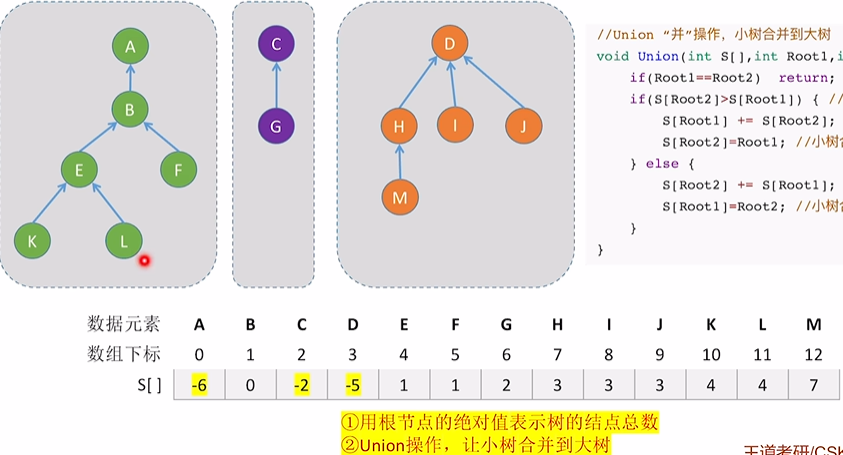 A
B
E
F
K
L
C
G
D
H
I
J
M
//Union “并”操作，小树合并到大树
void Union(int S[],int Root1,i
if(Root1==Root2) return;
if(S[Root2]>S[Root1]) { //
S[Root1] += S[Root2];
S[Root2]=Root1; //小树
} else {
S[Root2] += S[Root1];
S[Root1]=Root2; //小树
}
}
数据元素 A B C D E F G H I J K L M
数组下标 0 1 2 3 4 5 6 7 8 9 10 11 12
S[] -6 0 -2 -5 1 1 2 3 3 3 4 4 7
①用根节点的绝对值表示树的结点总数
②Union操作，让小树合并到大树
王道考研/CSK